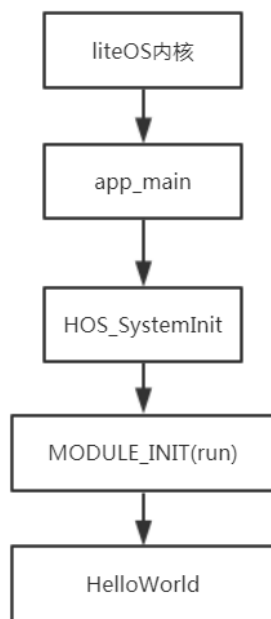 liteOS内核
app_main
HOS_SystemInit
MODULE_INIT(run)
HelloWorld